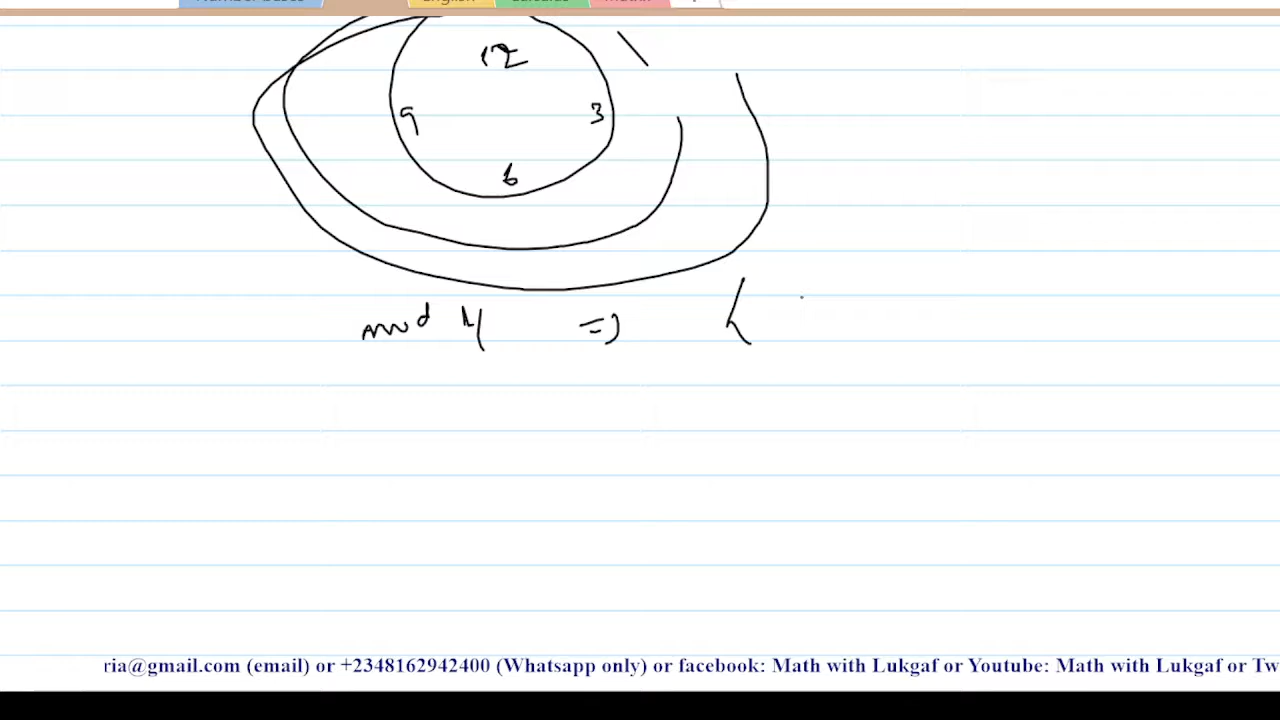 English
12
9 3
6
mod 4 => {
ria@gmail.com (email) or +2348162942400 (Whatsapp only) or facebook: Math with Lukgaf or Youtube: Math with Lukgaf or Tw